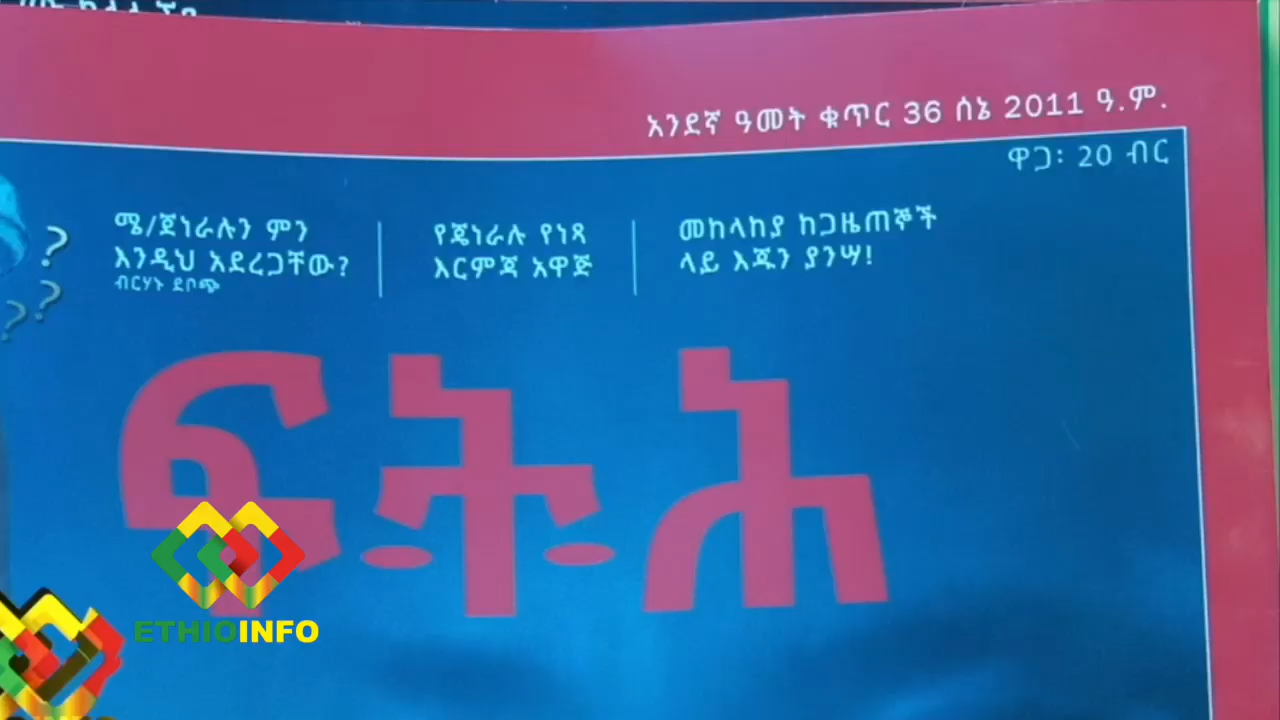 አንደኛ ዓመት ቁጥር 36 ሰኔ 2011 ዓ.ም.
ዋጋ፡ 20 ብር
ሜ/ጀነራሉን ምን
እንዲህ አደረጋቸው?
ብርሃኑ ደቦጭ
የጄነራሉ የነጻ
እርምጃ አዋጅ
መከላከያ ከጋዜጠኞች
ላይ እጁን ያንሣ!
ፍትሕ
ETHIOINFO